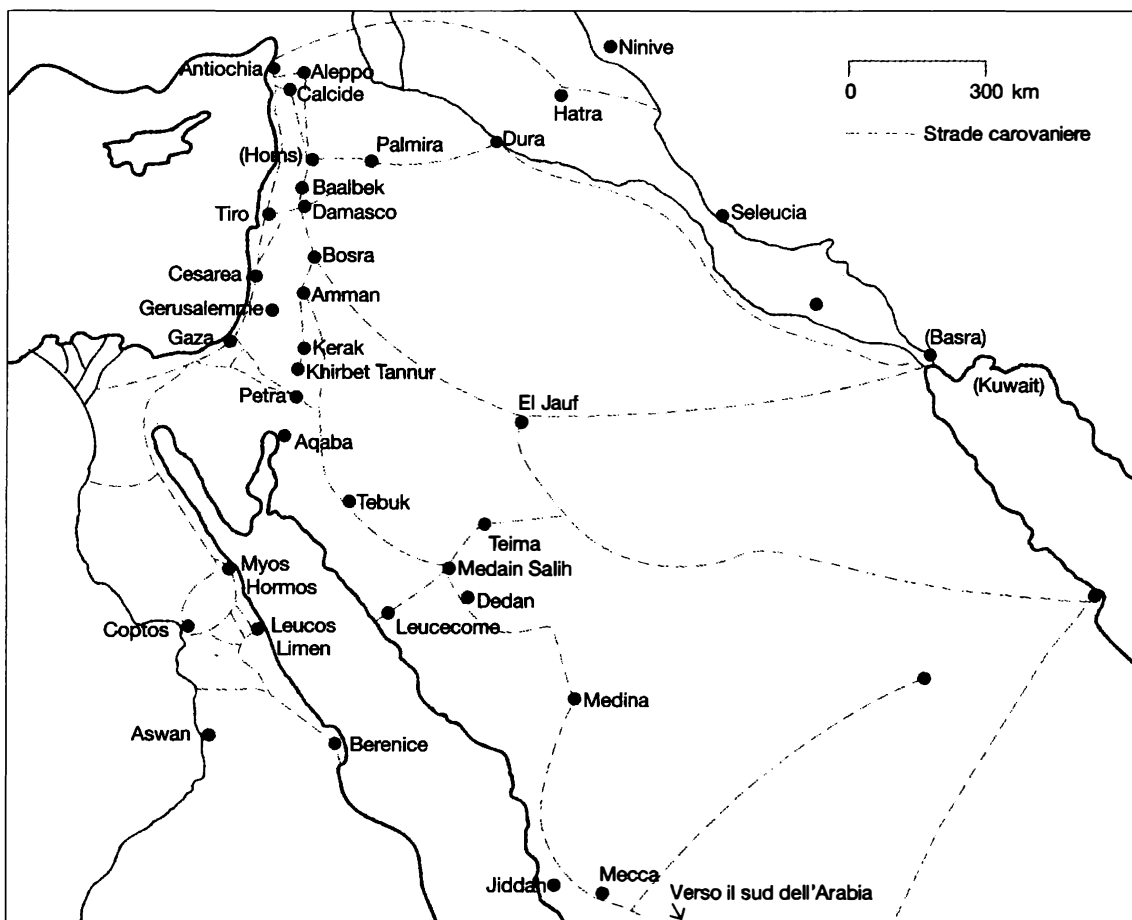 Ninive
Antiochia
Aleppo
Calcide
Hatra
0 300 km
Strade carovaniere
Dura
(Homs)
Palmira
Baalbek
Damasco
Tiro
Seleucia
Bosra
Cesarea
Amman
Gerusalemme
Gaza
Kerak
(Basra)
Khirbet Tannur
(Kuwait)
Petra
El Jauf
Aqaba
Tebuk
Teima
Myos
Hormos
Medain Salih
Dedan
Coptos
Leucos
Limen
Leucecome
Medina
Aswan
Berenice
Jiddah
Mecca
Verso il sud dell'Arabia